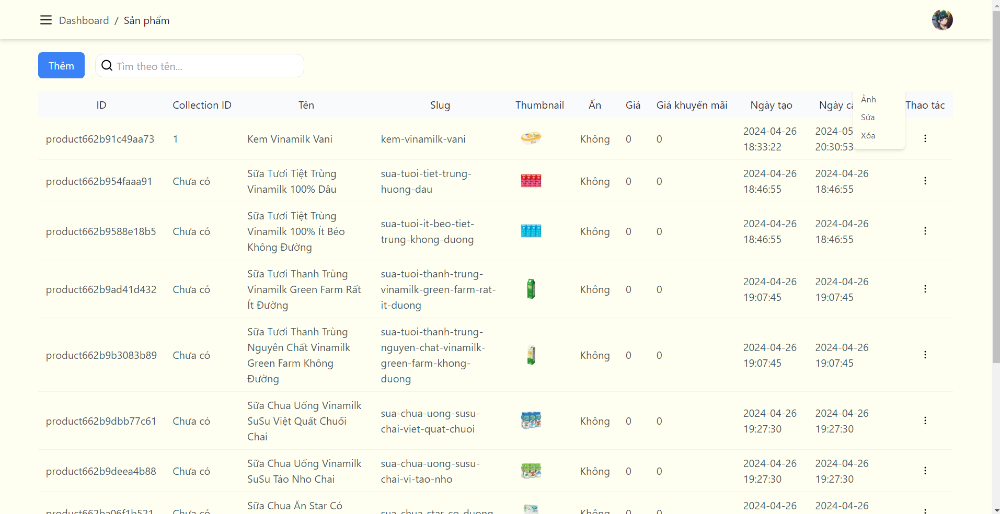 Dashboard / Sản phẩm
Thêm
Tìm theo tên...
ID Collection ID Tên Slug Thumbnail Ẩn Giá Giá khuyến mãi Ngày tạo Ngày Thao tác
Ảnh
Sửa
Xóa
product662b91c49aa73 1 Kem Vinamilk Vani kem-vinamilk-vani Không 0 0 2024-04-26 2024-05
18:33:22 20:30:53
Sữa Tươi Tiệt Trùng sua-tuoi-tiet-trung- 2024-04-26 2024-04-26
product662b954faaa91 Chưa có Không 0 0
Vinamilk 100% Dâu huong-dau 18:46:55 18:46:55
Sữa Tươi Tiệt Trùng
sua-tuoi-it-beo-tiet- 2024-04-26 2024-04-26
product662b9588e18b5 Chưa có Vinamilk 100% Ít Béo Không 0 0
trung-khong-duong 18:46:55 18:46:55
Không Đường
Sữa Tươi Thanh Trùng sua-tuoi-thanh-trung-
2024-04-26 2024-04-26
product662b9ad41d432 Chưa có Vinamilk Green Farm Rất vinamilk-green-farm-rat- Không 0 0
19:07:45 19:07:45
Ít Đường it-duong
Sữa Tươi Thanh Trùng sua-tuoi-thanh-trung-
Nguyên Chất Vinamilk nguyen-chat-vinamilk- 2024-04-26 2024-04-26
product662b9b3083b89 Chưa có Không 0 0
Green Farm Không green-farm-khong- 19:07:45 19:07:45
Đường duong
Sữa Chua Uống Vinamilk
sua-chua-uong-susu- 2024-04-26 2024-04-26
product662b9dbb77c61 Chưa có SuSu Việt Quất Chuối Không 0 0
chai-viet-quat-chuoi 19:27:30 19:27:30
Chai
Sữa Chua Uống Vinamilk sua-chua-uong-susu- 2024-04-26 2024-04-26
product662b9deea4b88 Chưa có Không 0 0
SuSu Táo Nho Chai chai-vi-tao-nho 19:27:30 19:27:30
Sữa Chua Ăn Star Có 2024-04-26 2024-04-26
product662ba06f1b521 Chưa có sua-chua-star-co-duong Không 0 0